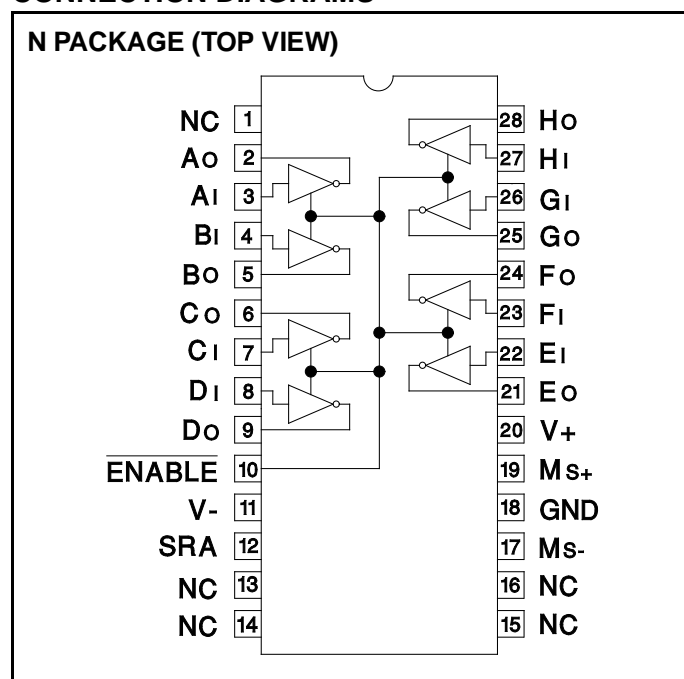 N PACKAGE (TOP VIEW)
NC 1
AO 2
AI 3
BI 4
BO 5
CO 6
CI 7
DI 8
DO 9
ENABLE 10
V- 11
SRA 12
NC 13
NC 14
28 HO
27 HI
26 GI
25 GO
24 FO
23 FI
22 EI
21 EO
20 V+
19 MS+
18 GND
17 MS-
16 NC
15 NC